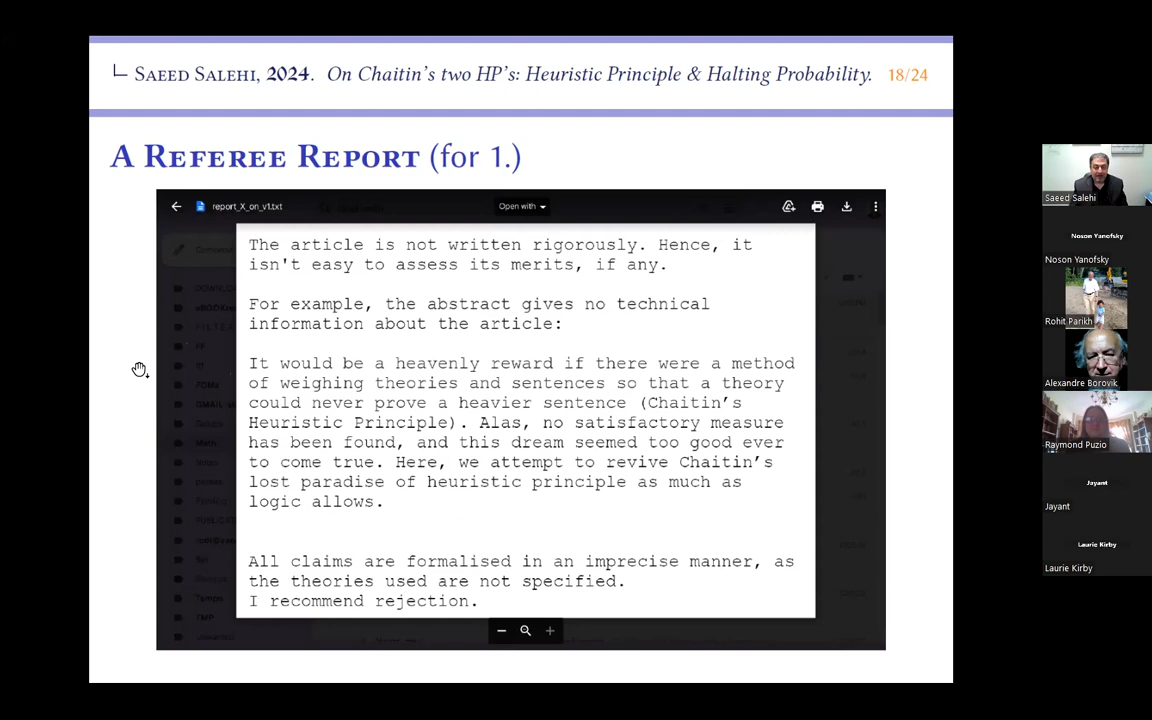 SAEED SALEHI, 2024. On Chaitin's two HP's: Heuristic Principle & Halting Probability. 18/24
A REFEREE REPORT (for 1.)
report_X_on_v1.txt
Open with
The article is not written rigorously. Hence, it
isn't easy to assess its merits, if any.
For example, the abstract gives no technical
information about the article:
It would be a heavenly reward if there were a method
of weighing theories and sentences so that a theory
could never prove a heavier sentence (Chaitin's
Heuristic Principle). Alas, no satisfactory measure
has been found, and this dream seemed too good ever
to come true. Here, we attempt to revive Chaitin's
lost paradise of heuristic principle as much as
logic allows.
All claims are formalised in an imprecise manner, as
the theories used are not specified.
I recommend rejection.
Saeed Salehi
Noson Yanofsky
Noson Yanofsky
Rohit Parikh
Alexandre Borovik
Raymond Puzio
Jayant
Jayant
Laurie Kirby
Laurie Kirby